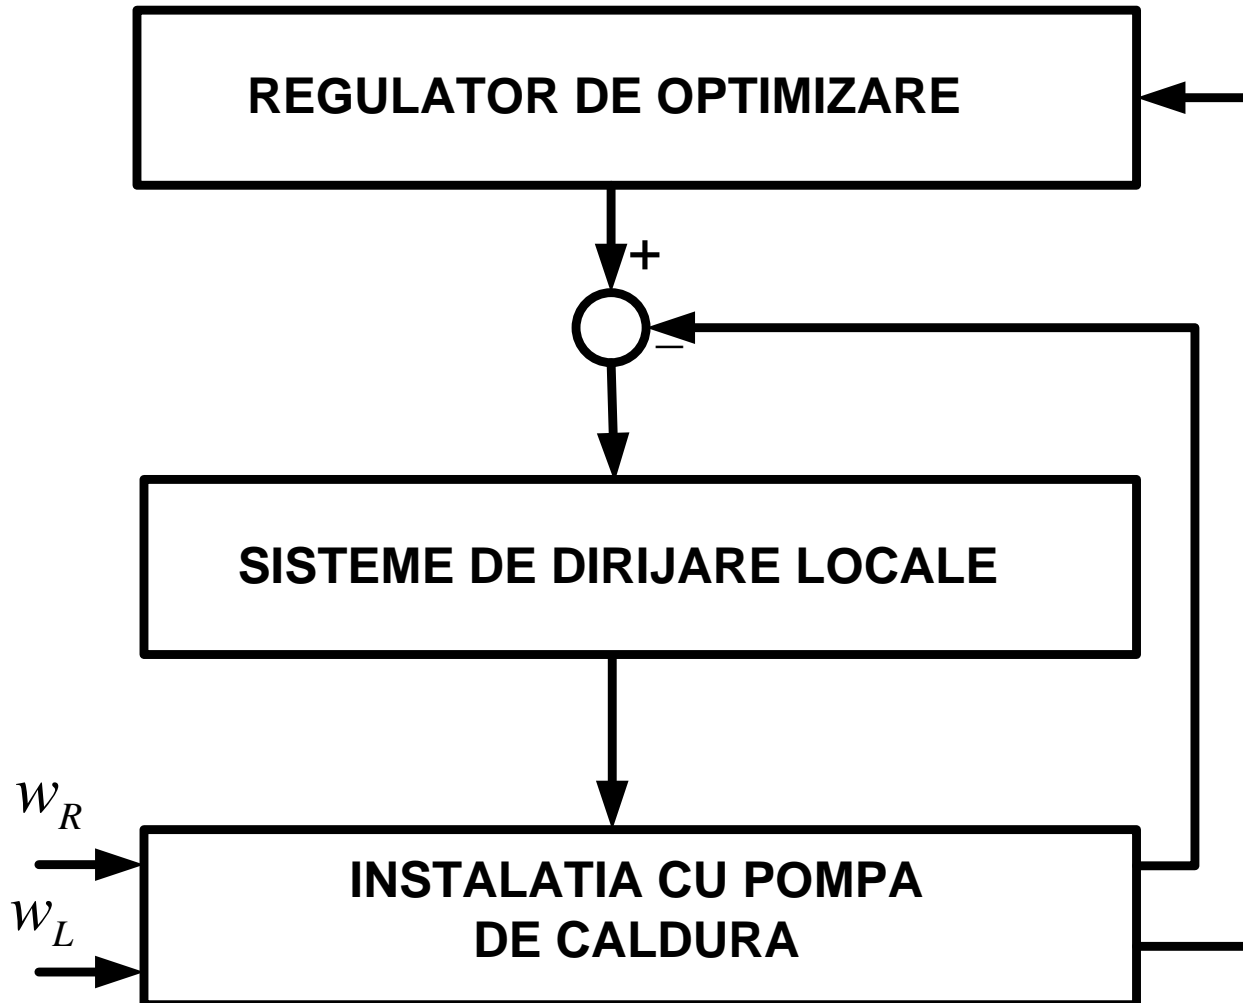 REGULATOR DE OPTIMIZARE
+
–
SISTEME DE DIRIJARE LOCALE
w_R
INSTALATIA CU POMPA
DE CALDURA
w_L